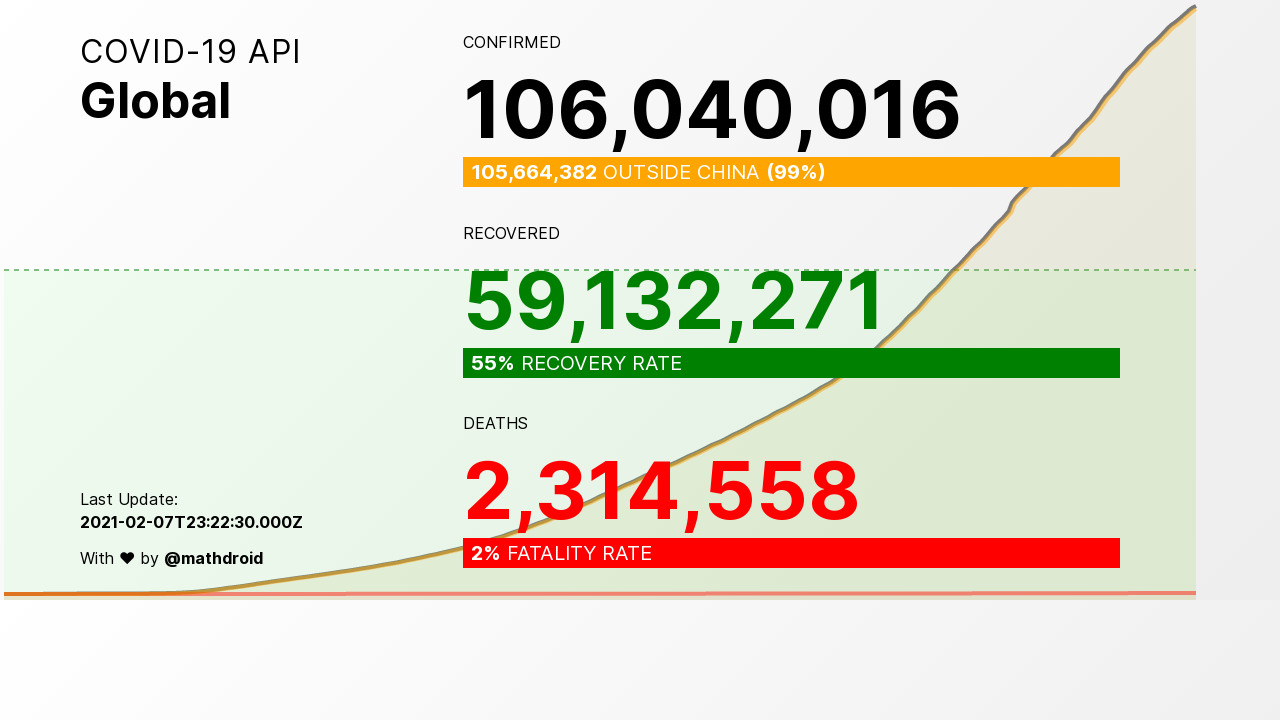 COVID-19 API
Global
CONFIRMED
106,040,016
105,664,382 OUTSIDE CHINA (99%)
RECOVERED
59,132,271
55% RECOVERY RATE
DEATHS
2,314,558
2% FATALITY RATE
Last Update:
2021-02-07T23:22:30.000Z
With ♥ by @mathdroid